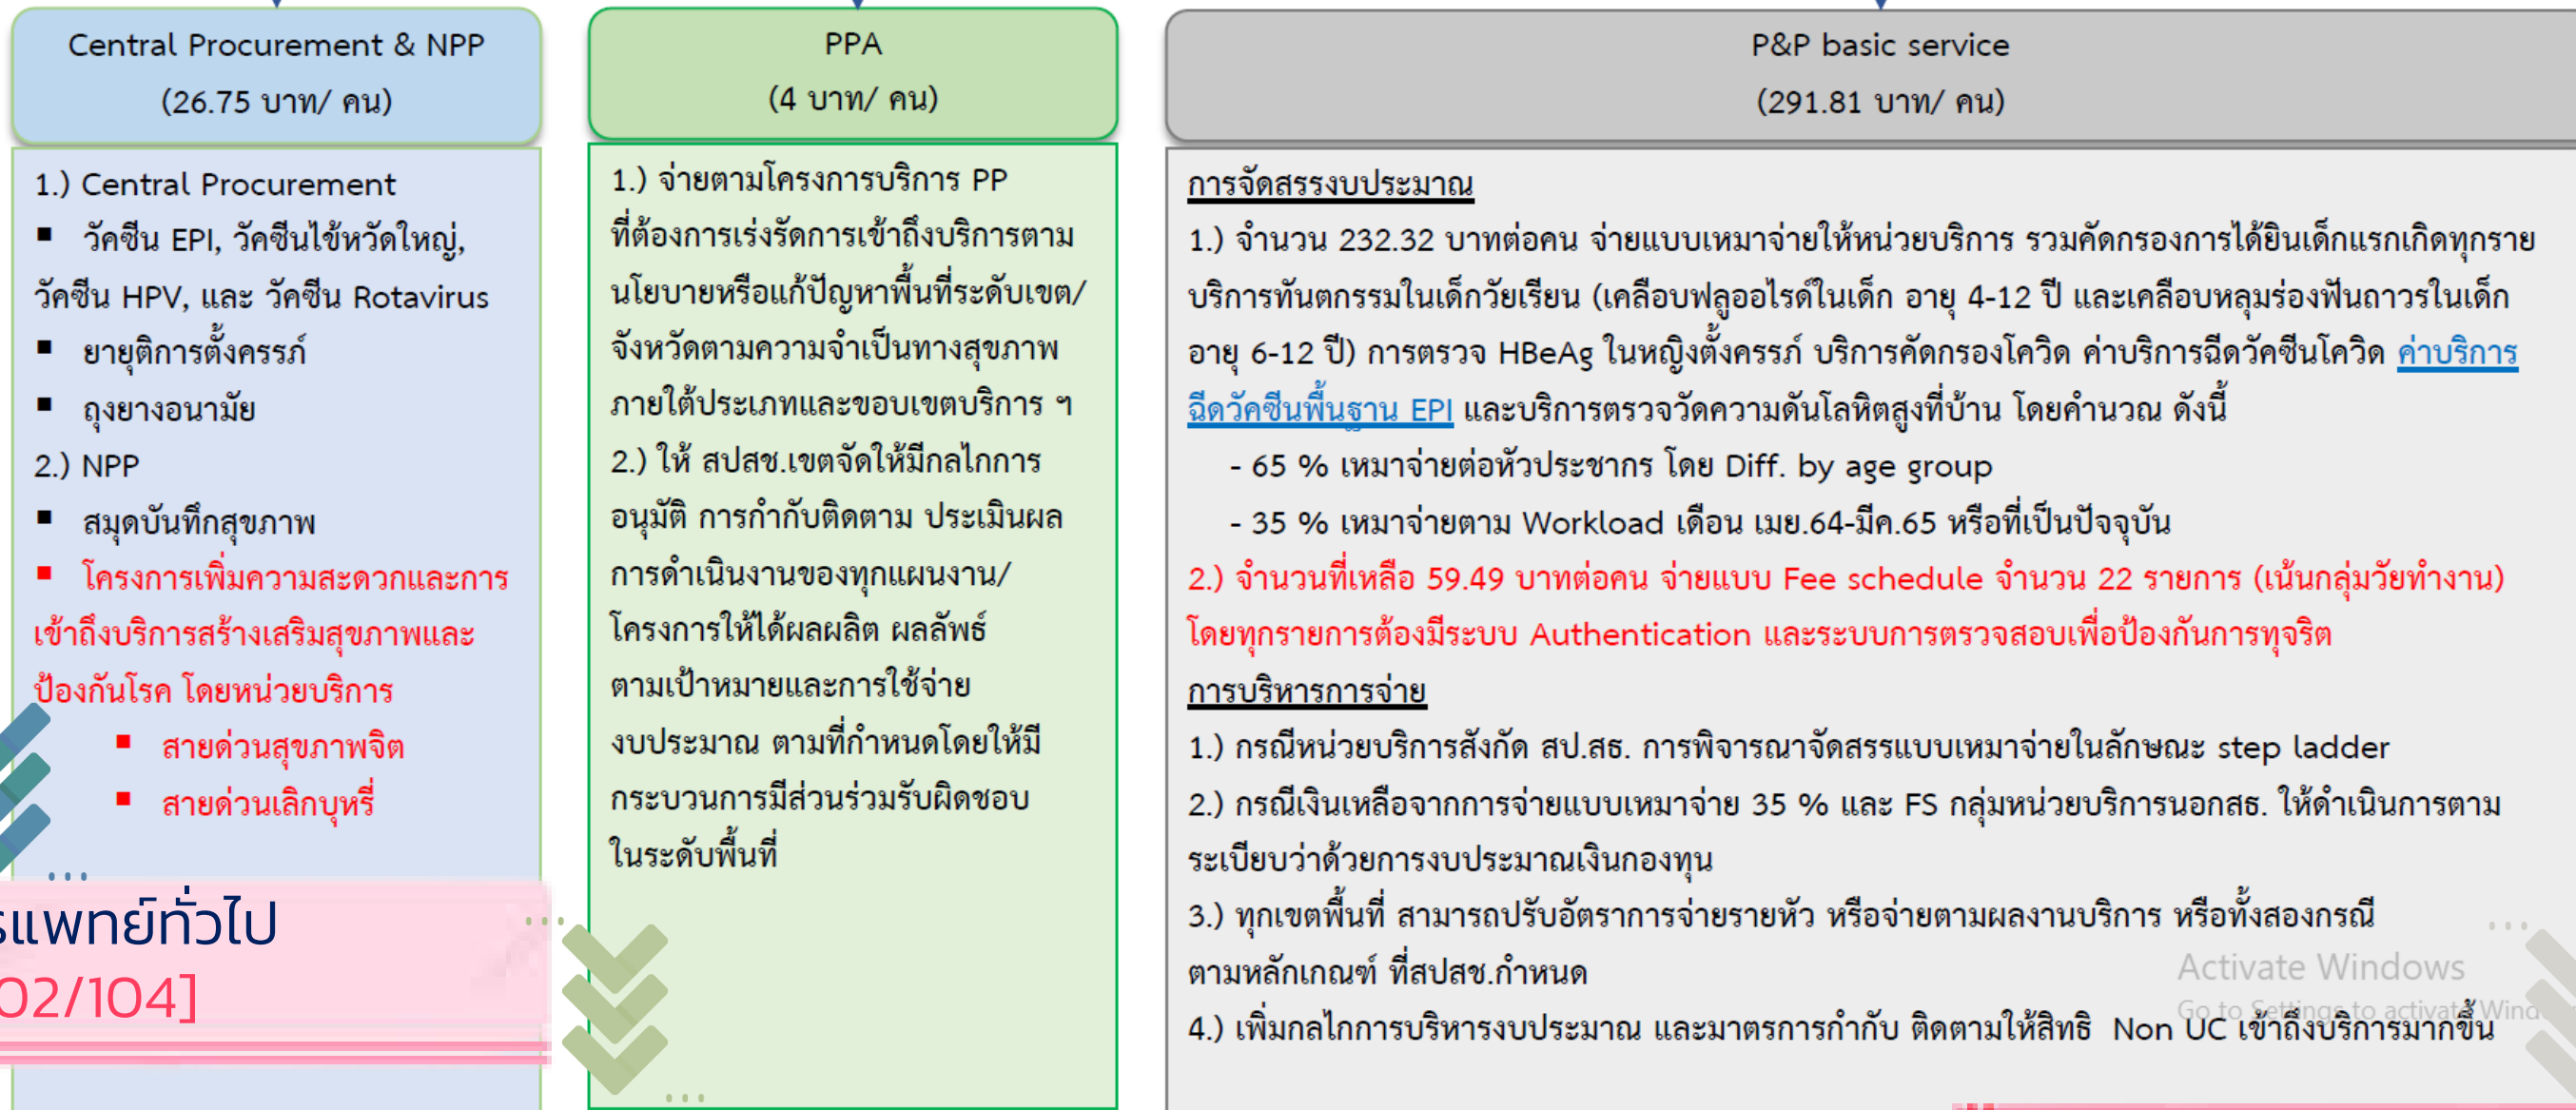 Central Procurement & NPP
(26.75 บาท/ คน)
1.) Central Procurement
▪ วัคซีน EPI, วัคซีนไข้หวัดใหญ่,
วัคซีน HPV, และ วัคซีน Rotavirus
▪ ยายุติการตั้งครรภ์
▪ ถุงยางอนามัย
2.) NPP
▪ สมุดบันทึกสุขภาพ
▪ โครงการเพิ่มความสะดวกและการ
เข้าถึงบริการสร้างเสริมสุขภาพและ
ป้องกันโรค โดยหน่วยบริการ
▪ สายด่วนสุขภาพจิต
▪ สายด่วนเลิกบุหรี่
รแพทย์ทั่วไป
02/104]
PPA
(4 บาท/ คน)
1.) จ่ายตามโครงการบริการ PP
ที่ต้องการเร่งรัดการเข้าถึงบริการตาม
นโยบายหรือแก้ปัญหาพื้นที่ระดับเขต/
จังหวัดตามความจำเป็นทางสุขภาพ
ภายใต้ประเภทและขอบเขตบริการ ฯ
2.) ให้ สปสช.เขตจัดให้มีกลไกการ
อนุมัติ การกำกับติดตาม ประเมินผล
การดำเนินงานของทุกแผนงาน/
โครงการให้ได้ผลผลิต ผลลัพธ์
ตามเป้าหมายและการใช้จ่าย
งบประมาณ ตามที่กำหนดโดยให้มี
กระบวนการมีส่วนร่วมรับผิดชอบ
ในระดับพื้นที่
P&P basic service
(291.81 บาท/ คน)
การจัดสรรงบประมาณ
1.) จำนวน 232.32 บาทต่อคน จ่ายแบบเหมาจ่ายให้หน่วยบริการ รวมคัดกรองการได้ยินเด็กแรกเกิดทุกราย
บริการทันตกรรมในเด็กวัยเรียน (เคลือบฟลูออไรด์ในเด็ก อายุ 4-12 ปี และเคลือบหลุมร่องฟันถาวรในเด็ก
อายุ 6-12 ปี) การตรวจ HBeAg ในหญิงตั้งครรภ์ บริการคัดกรองโควิด ค่าบริการฉีดวัคซีนโควิด ค่าบริการ
ฉีดวัคซีนพื้นฐาน EPI และบริการตรวจวัดความดันโลหิตสูงที่บ้าน โดยคำนวณ ดังนี้
- 65 % เหมาจ่ายต่อหัวประชากร โดย Diff. by age group
- 35 % เหมาจ่ายตาม Workload เดือน เมย.64-มีค.65 หรือที่เป็นปัจจุบัน
2.) จำนวนที่เหลือ 59.49 บาทต่อคน จ่ายแบบ Fee schedule จำนวน 22 รายการ (เน้นกลุ่มวัยทำงาน)
โดยทุกรายการต้องมีระบบ Authentication และระบบการตรวจสอบเพื่อป้องกันการทุจริต
การบริหารการจ่าย
1.) กรณีหน่วยบริการสังกัด สป.สธ. การพิจารณาจัดสรรแบบเหมาจ่ายในลักษณะ step ladder
2.) กรณีเงินเหลือจากการจ่ายแบบเหมาจ่าย 35 % และ FS กลุ่มหน่วยบริการนอกสธ. ให้ดำเนินการตาม
ระเบียบว่าด้วยการงบประมาณเงินกองทุน
3.) ทุกเขตพื้นที่ สามารถปรับอัตราการจ่ายรายหัว หรือจ่ายตามผลงานบริการ หรือทั้งสองกรณี
ตามหลักเกณฑ์ ที่สปสช.กำหนด
4.) เพิ่มกลไกการบริหารงบประมาณ และมาตรการกำกับ ติดตามให้สิทธิ Non UC เข้าถึงบริการมากขึ้น
Activate Windows
Go to Settings to activate Wind